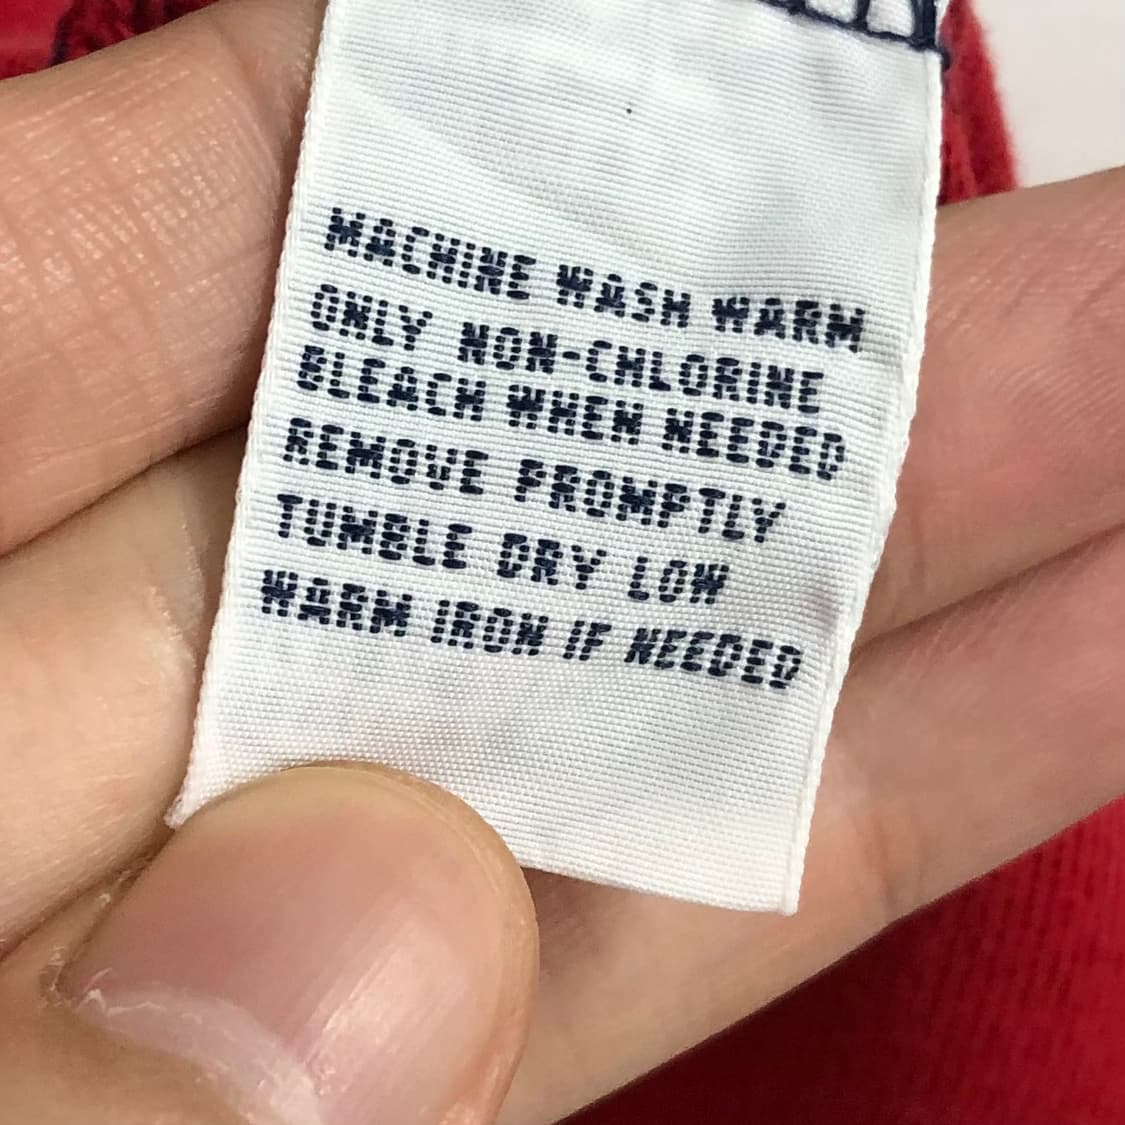 MACHINE WASH WARM
ONLY NON-CHLORINE
BLEACH WHEN NEEDED
REMOVE PROMPTLY
TUMBLE DRY LOW
WARM IRON IF NEEDED